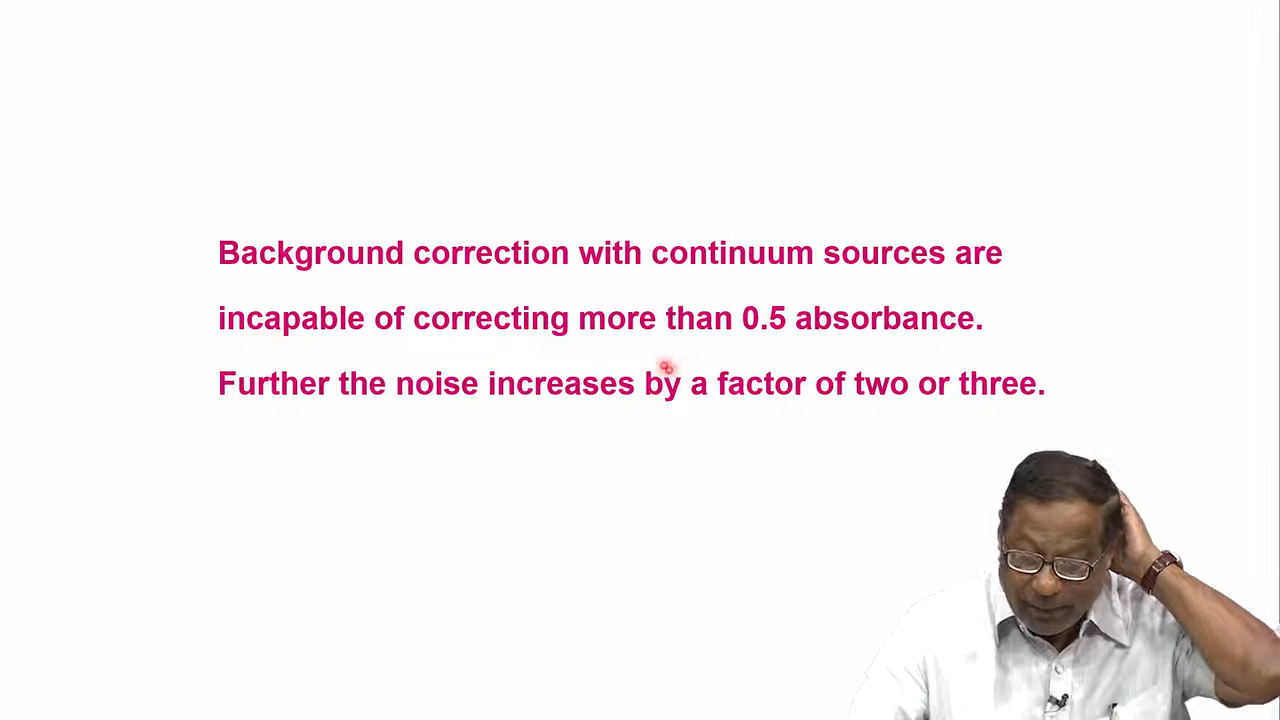 Background correction with continuum sources are
incapable of correcting more than 0.5 absorbance.
Further the noise increases by a factor of two or three.